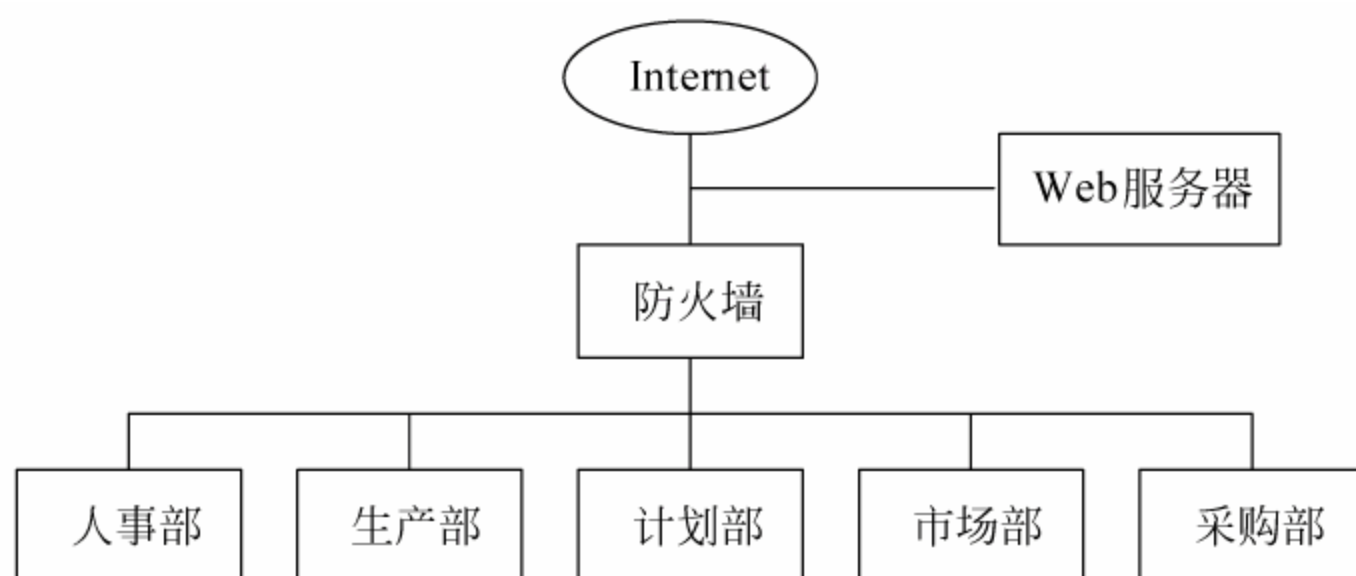 Internet
Web服务器
防火墙
人事部
生产部
计划部
市场部
采购部